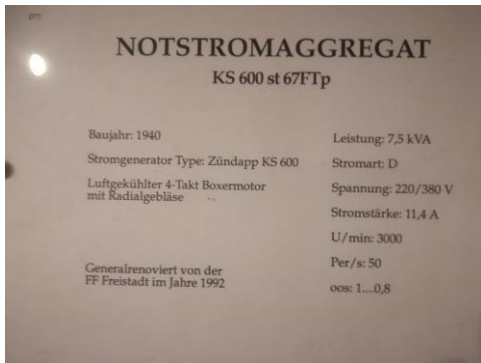 NOTSTROMAGGREGAT
KS 600 st 67FTp
Baujahr: 1940
Stromgenerator Type: Zündapp KS 600
Luftgekühlter 4-Takt Boxermotor
mit Radialgebläse
Generalrenoviert von der
FF Freistadt im Jahre 1992
Leistung: 7,5 kVA
Stromart: D
Spannung: 220/380 V
Stromstärke: 11,4 A
U/min: 3000
Per/s: 50
oos: 1....0,8